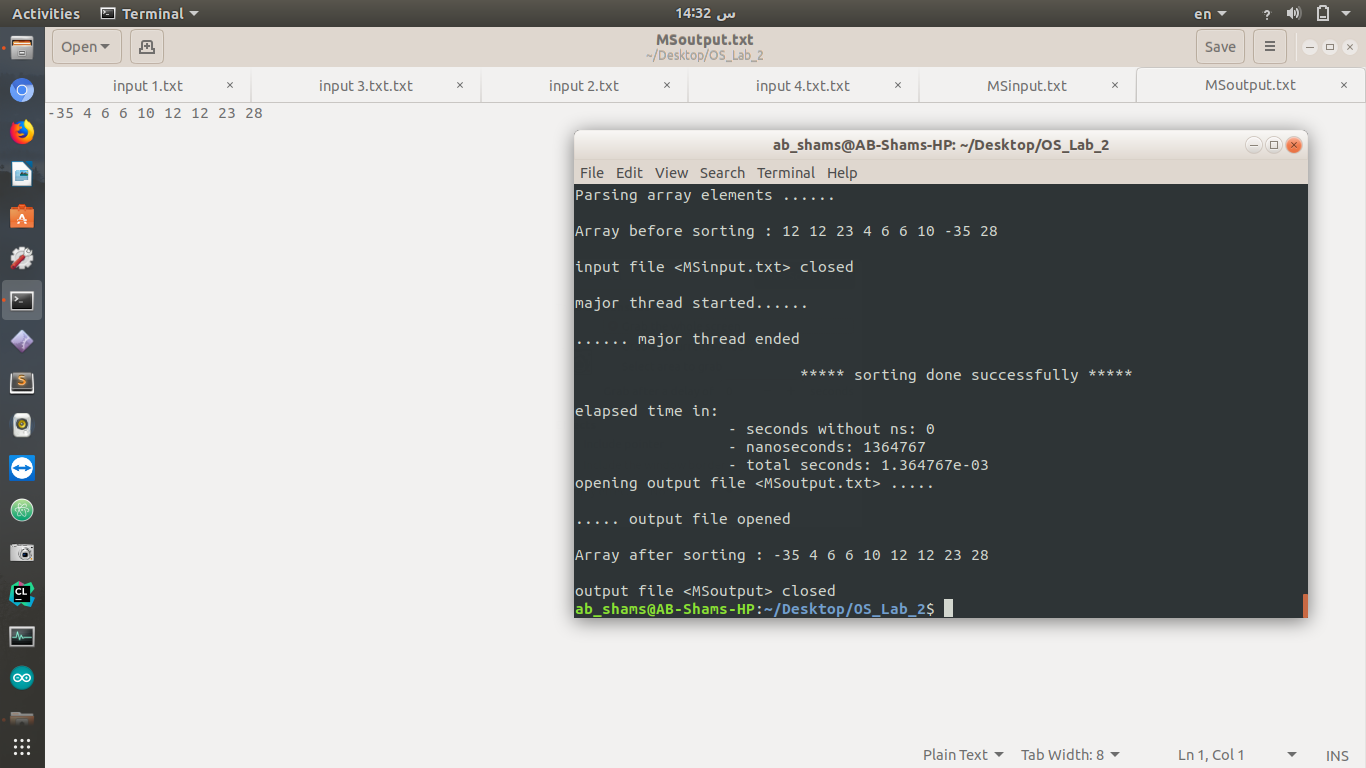 Activities Terminal س 14:32 en ?
Open MSoutput.txt Save
~/Desktop/OS_Lab_2
input 1.txt × input 3.txt.txt × input 2.txt × input 4.txt.txt × MSinput.txt × MSoutput.txt ×
-35 4 6 6 10 12 12 23 28
ab_shams@AB-Shams-HP: ~/Desktop/OS_Lab_2
File Edit View Search Terminal Help
Parsing array elements ......
Array before sorting : 12 12 23 4 6 6 10 -35 28
input file <MSinput.txt> closed
major thread started......
...... major thread ended
***** sorting done successfully *****
elapsed time in:
- seconds without ns: 0
- nanoseconds: 1364767
- total seconds: 1.364767e-03
opening output file <MSoutput.txt> .....
..... output file opened
Array after sorting : -35 4 6 6 10 12 12 23 28
output file <MSoutput> closed
ab_shams@AB-Shams-HP:~/Desktop/OS_Lab_2$
S
CL
Plain Text Tab Width: 8 Ln 1, Col 1 INS